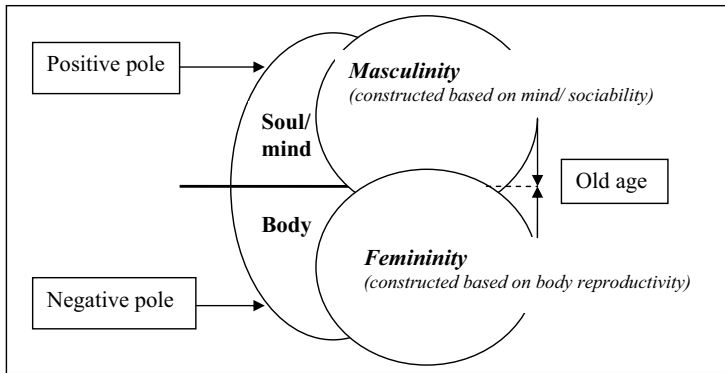 Positive pole
Masculinity
(constructed based on mind/ sociability)
Soul/
mind
Old age
Body
Femininity
(constructed based on body reproductivity)
Negative pole